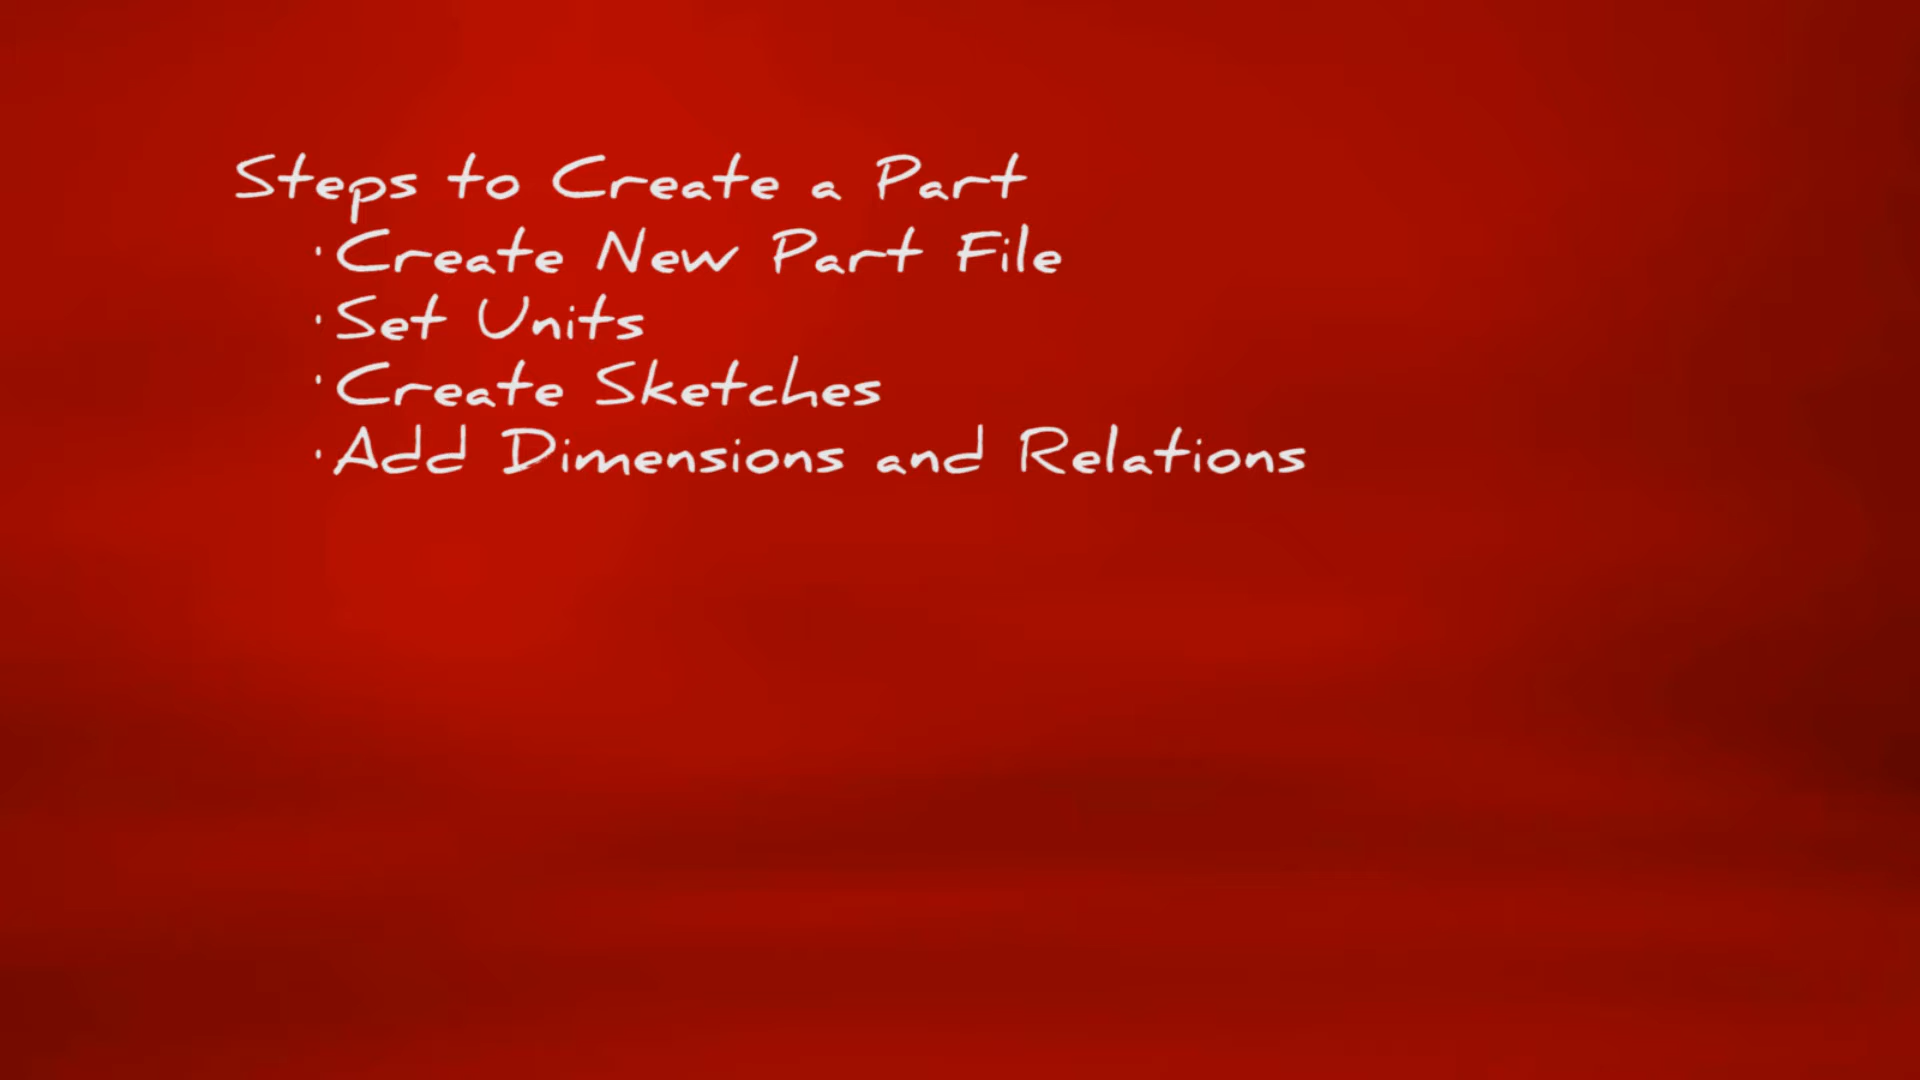 Steps to Create a Part
·Create New Part File
·Set Units
·Create Sketches
·Add Dimensions and Relations